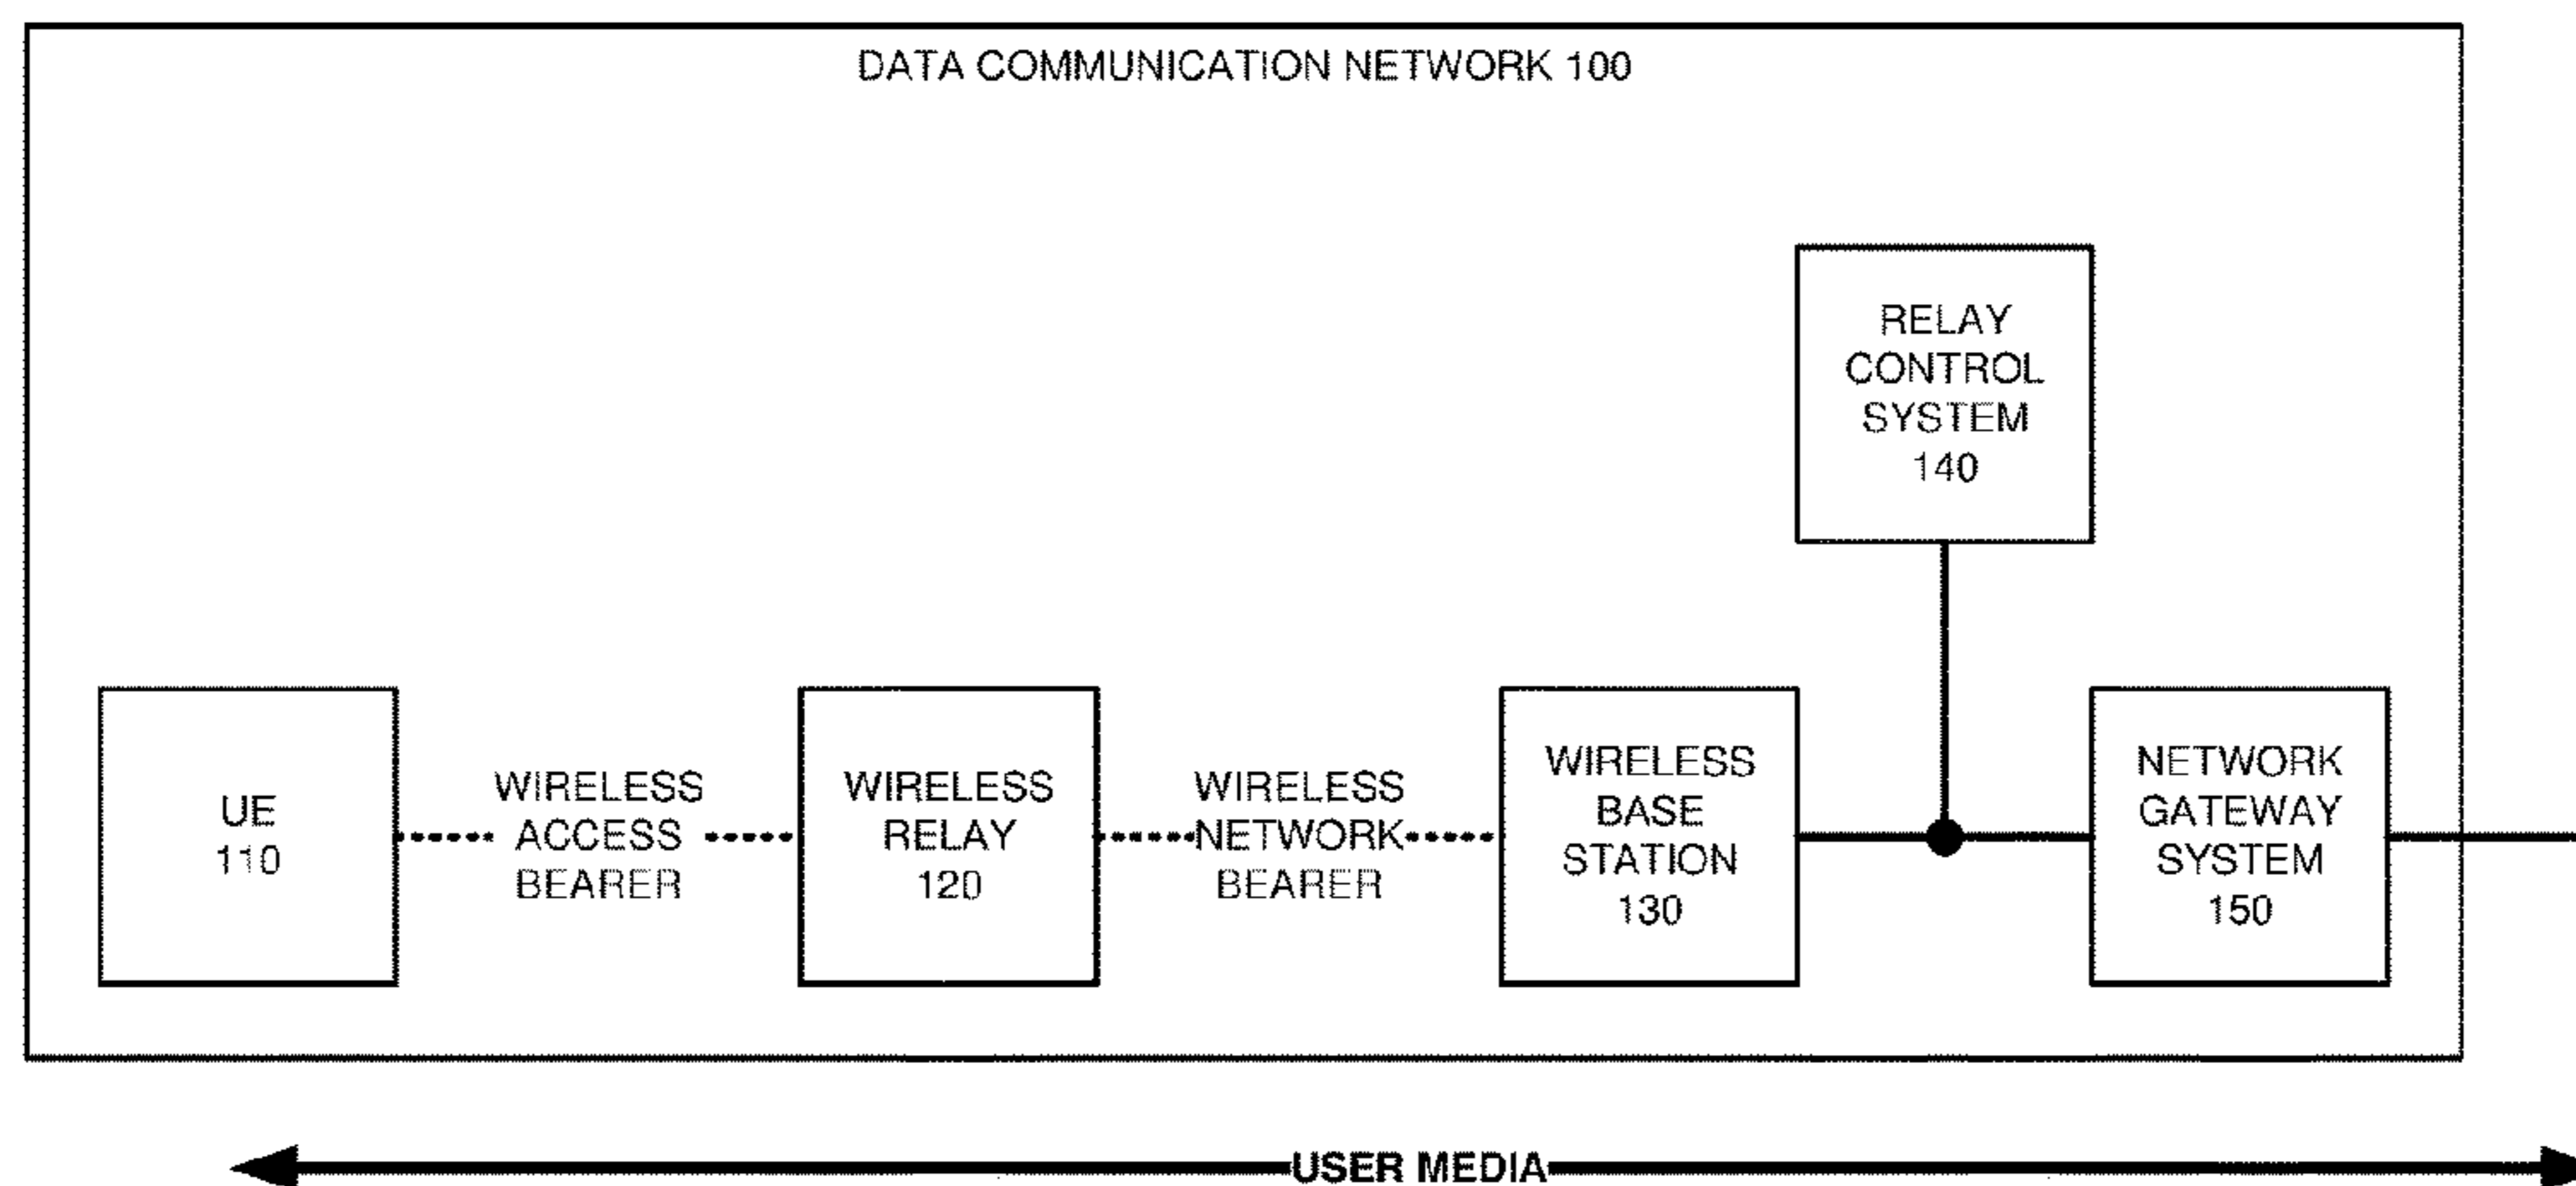 DATA COMMUNICATION NETWORK 100
RELAY
CONTROL
SYSTEM
140
UE
110
WIRELESS
ACCESS
BEARER
WIRELESS
RELAY
120
WIRELESS
NETWORK
BEARER
WIRELESS
BASE
STATION
130
NETWORK
GATEWAY
SYSTEM
150
USER MEDIA